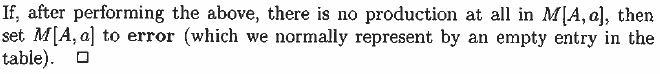 If, after performing the above, there is no production at all in M[A, a], then
set M[A, a] to error (which we normally represent by an empty entry in the
table). □